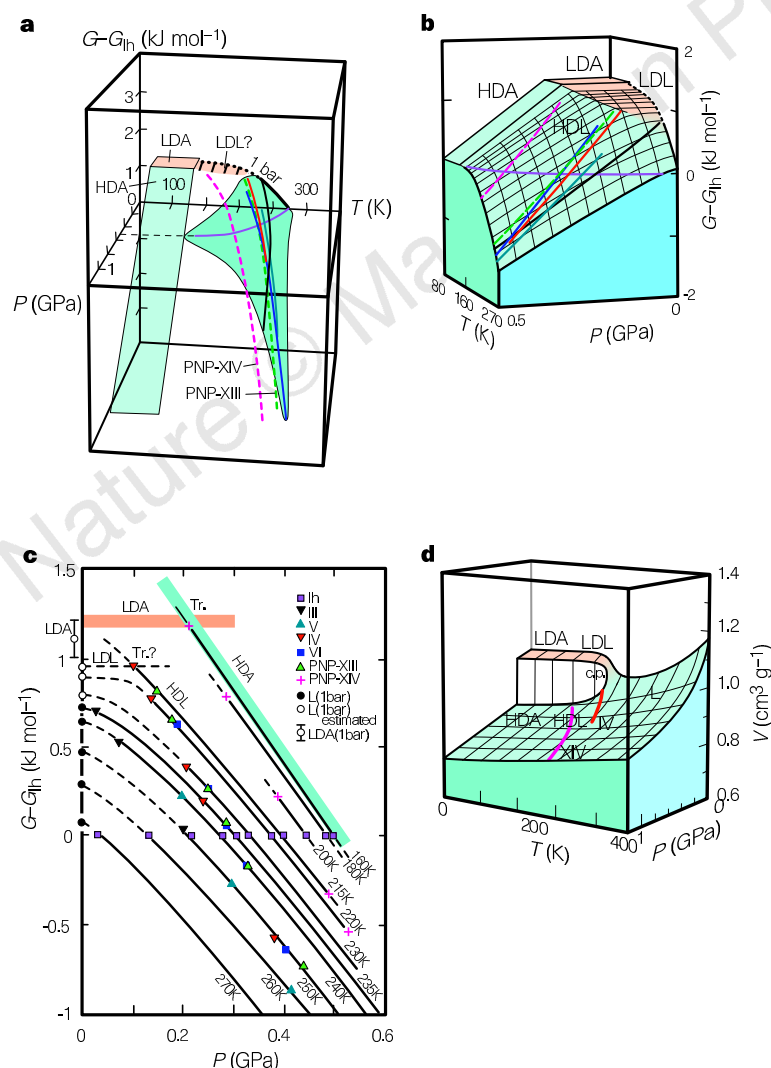 a
G–G_Ih (kJ mol⁻¹)
3
2
1
0
–1
LDA
LDL?
1 bar
HDA
100
300
T (K)
P (GPa)
PNP-XIV
PNP-XIII
b
2
LDA
LDL
HDA
HDL
G–G_Ih (kJ mol⁻¹)
0
–2
80
160
270
0.5
0
T (K)
P (GPa)
Nature © Ma
n P
c
1.5
Tr.
LDA
LDA
LDL
Tr.?
HDL
HDA
1
0.5
0
-0.5
-1
G–G_Ih (kJ mol⁻¹)
Ih
III
V
IV
VI
PNP-XIII
PNP-XIV
L(1bar)
L(1bar)
estimated
LDA(1bar)
160K
180K
200K
215K
220K
230K
235K
240K
250K
260K
270K
0
0.2
0.4
0.6
P (GPa)
d
1.4
1.2
1.0
0.8
0.6
V (cm3 g⁻¹)
LDA
LDL
c.p.
L
HDA
HDL
IV
XIV
0
200
400
1
0
T (K)
P (GPa)